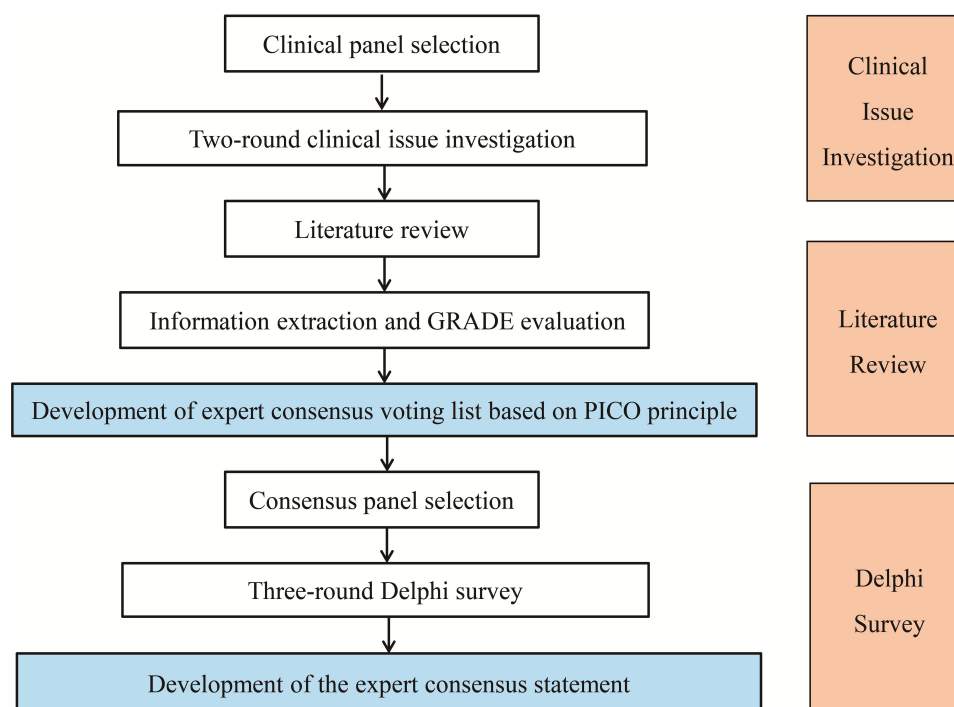 Clinical panel selection
Two-round clinical issue investigation
Literature review
Information extraction and GRADE evaluation
Development of expert consensus voting list based on PICO principle
Consensus panel selection
Three-round Delphi survey
Development of the expert consensus statement
Clinical
Issue
Investigation
Literature
Review
Delphi
Survey